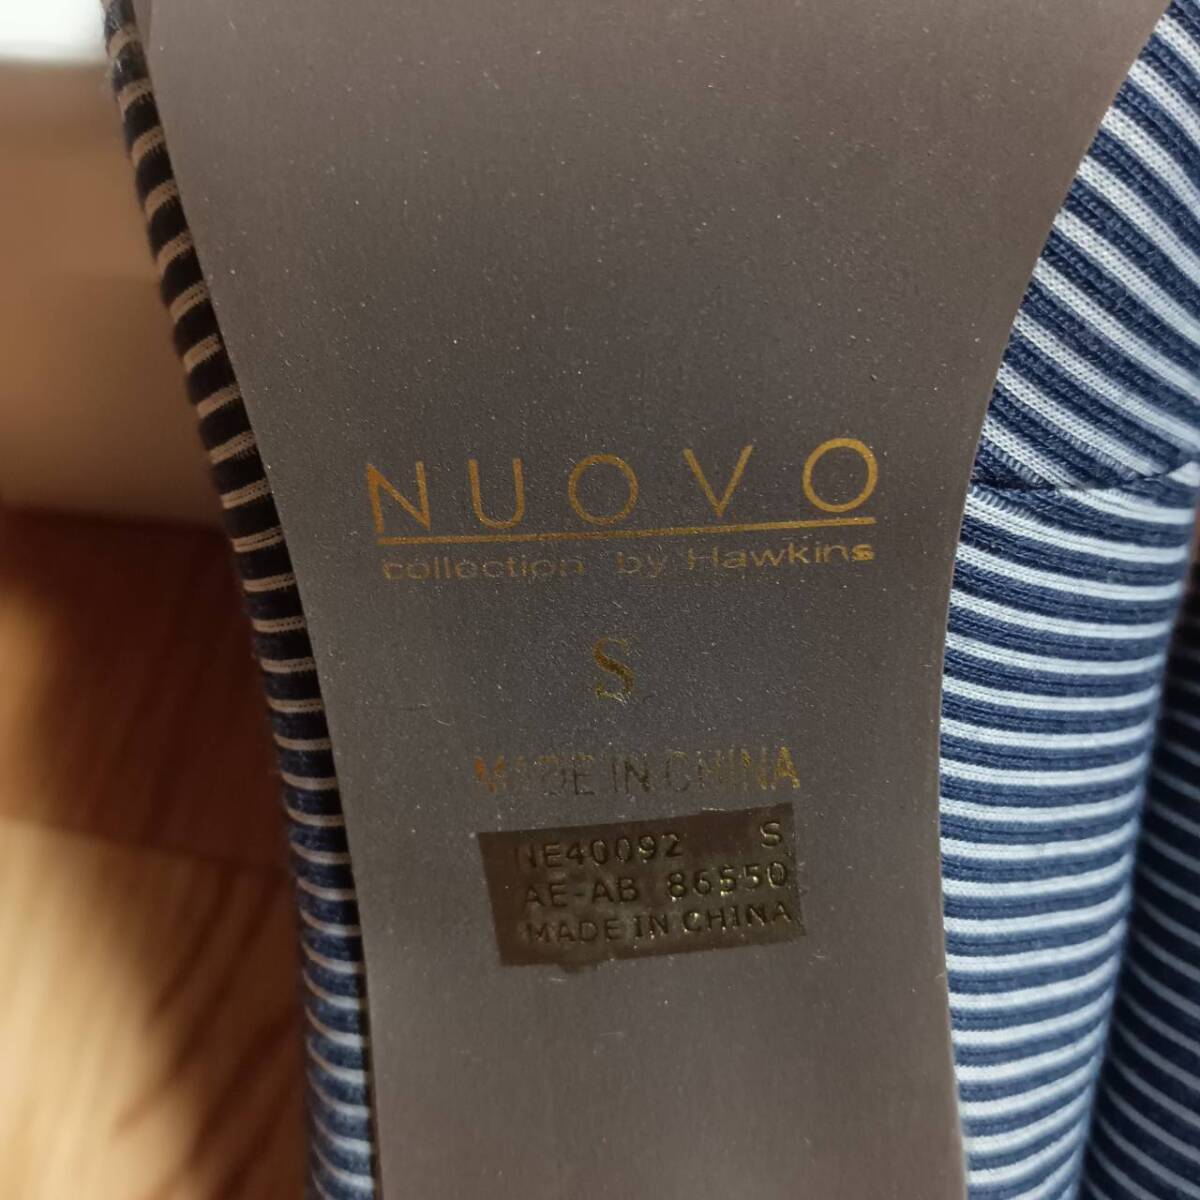 NUOVO
collection by Hawkins
S
MADE IN CHINA
NE40092 S
AE-AB 86550
MADE IN CHINA